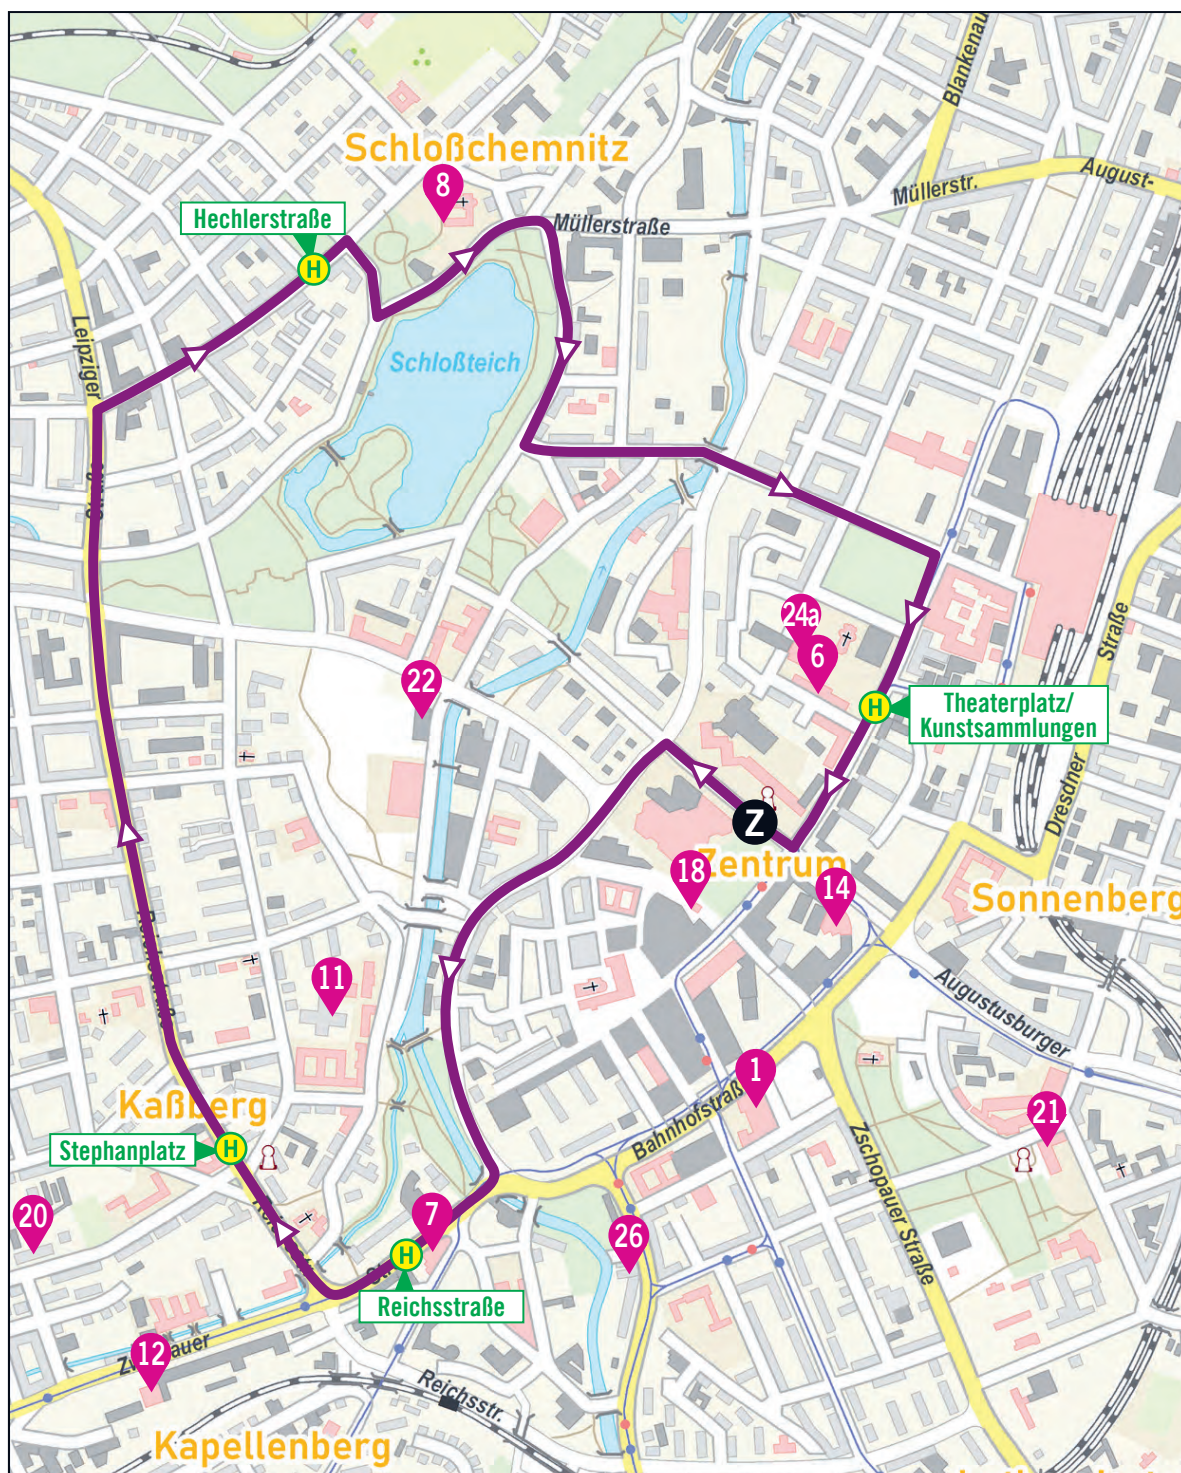 Blankenau
Schloßchemnitz
August-
8
Müllerstr.
Hechlerstraße
Müllerstraße
H
Leipziger
Schloßteich
24a
6
Straße
22
H
Theaterplatz/
Kunstsammlungen
Dresdner
Z
Zentrum
18
14
Sonnenberg
Reichsstraße
11
Augustusburger
1
Kaßberg
Bahnhofstraß
21
Stephanplatz
H
Zschopauer Straße
20
7
26
H
Reichsstraße
12
Reichsstr.
Kapellenberg